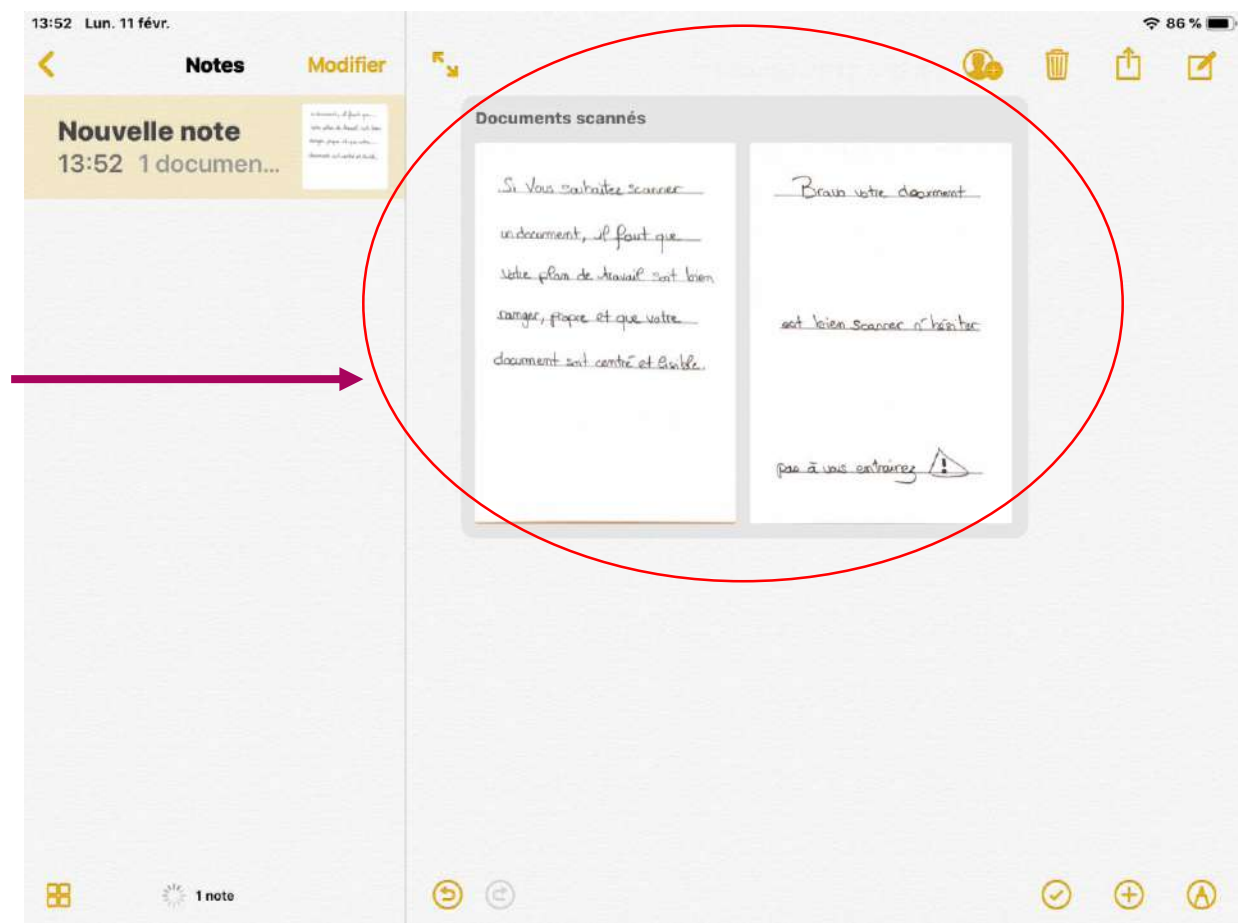 13:52 Lun. 11 févr.
86 %
Notes
Modifier
Nouvelle note
13:52 1 documen...
Documents scannés
Si Vous souhaitez scanner
un document, il faut que
votre plan de travail soit bien
ranger, propre et que votre
document soit centré et lisible.
Bravo votre document
est bien scanner n'hésiter
pas à vous entrainez !
1 note